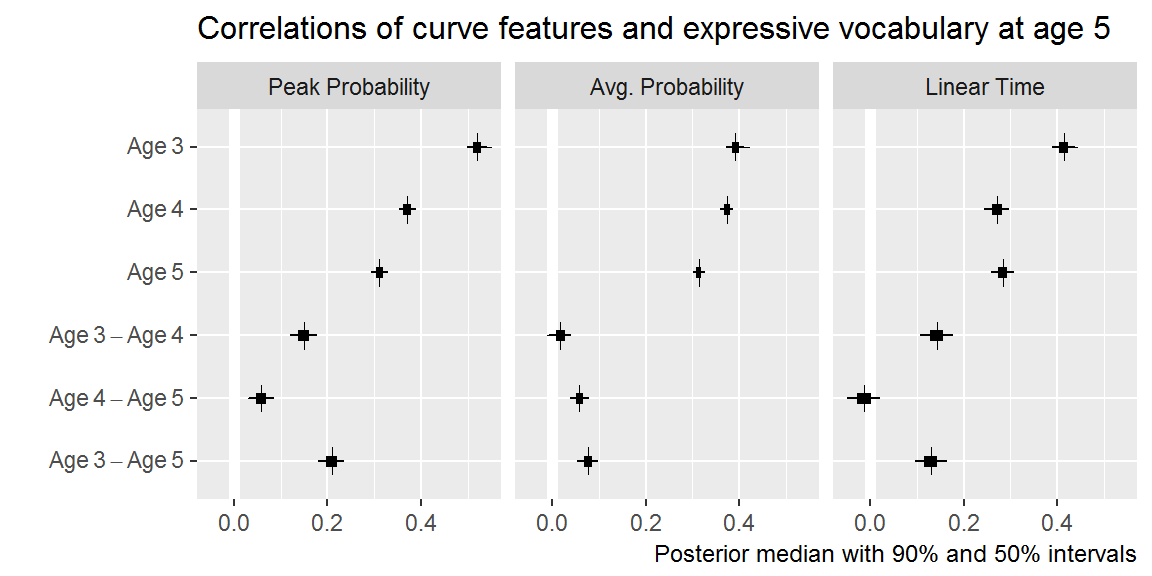 Correlations of curve features and expressive vocabulary at age 5
Peak Probability Avg. Probability Linear Time
Age 3
Age 4
Age 5
Age 3 – Age 4
Age 4 – Age 5
Age 3 – Age 5
0.0 0.2 0.4 0.0 0.2 0.4 0.0 0.2 0.4
Posterior median with 90% and 50% intervals